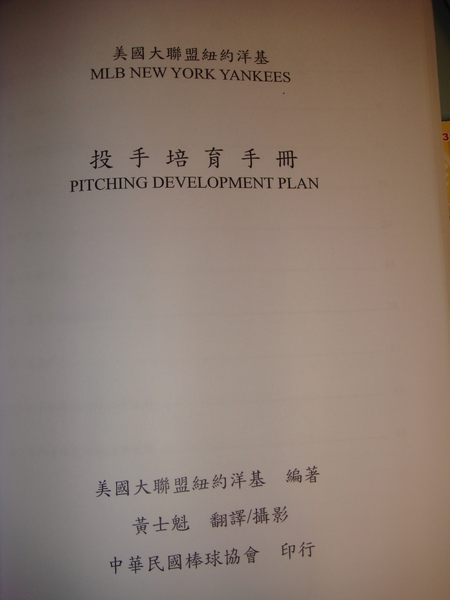 美國大聯盟紐約洋基
MLB NEW YORK YANKEES
投手培育手冊
PITCHING DEVELOPMENT PLAN
美國大聯盟紐約洋基 編著
黃士魁 翻譯/攝影
中華民國棒球協會 印行
3